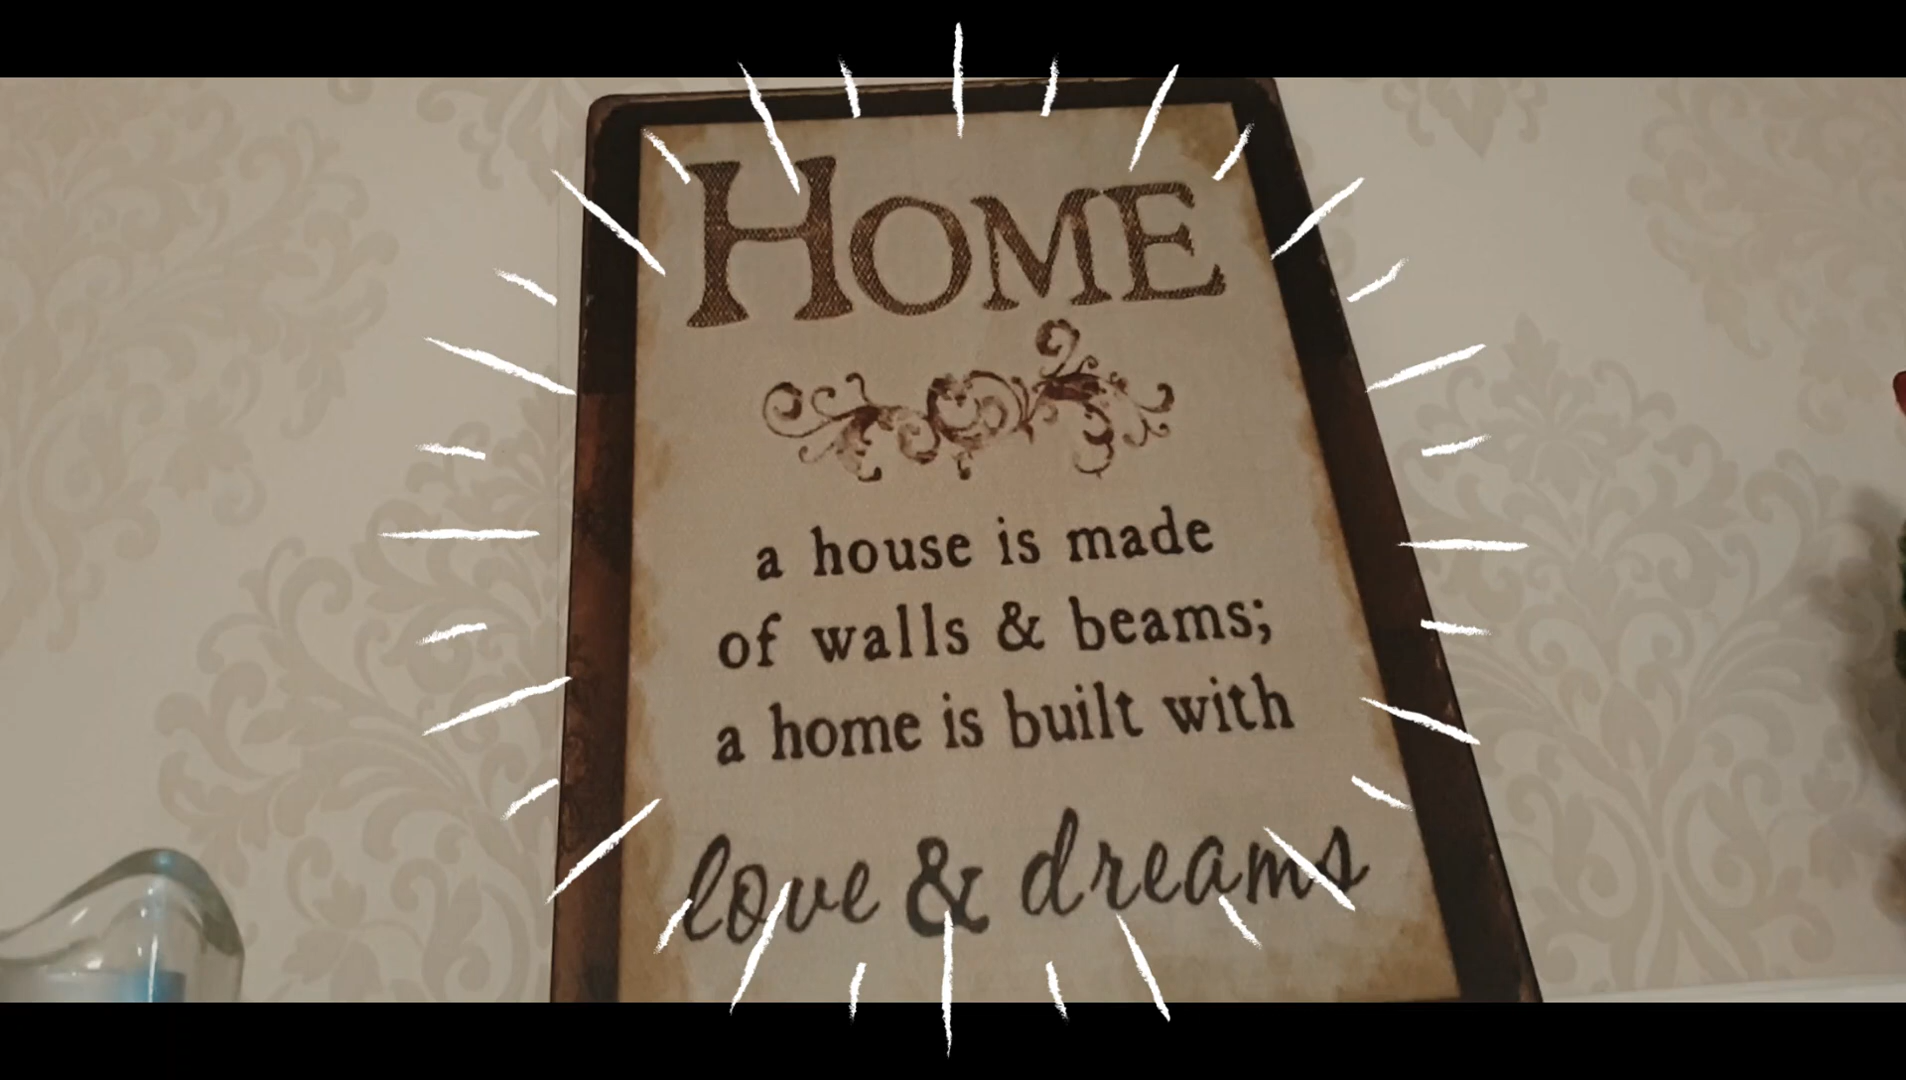 HOME
a house is made
of walls & beams;
a home is built with
love & dreams